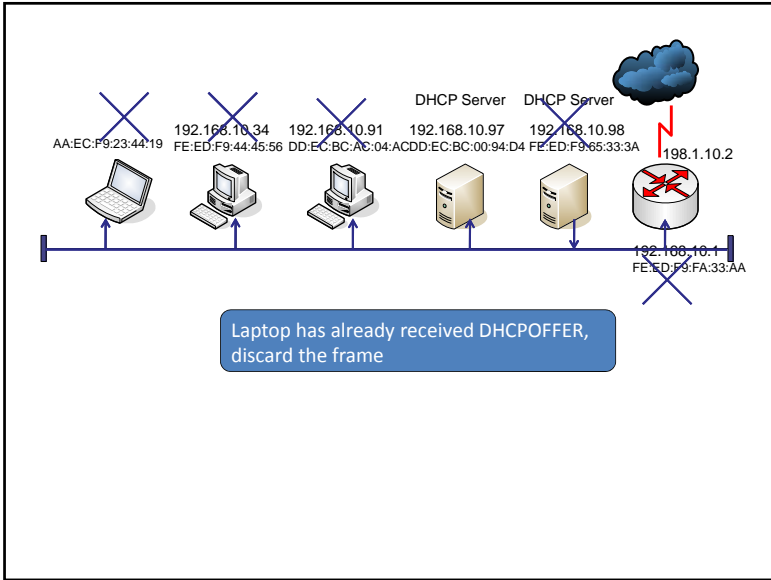 DHCP Server DHCP Server
192.168.10.34 192.168.10.91 192.168.10.97 192.168.10.98
AA:EC:F9:23:44:19 FE:ED:F9:44:45:56 DD:EC:BC:AC:04:AC DD:EC:BC:00:94:D4 FE:ED:F9:65:33:3A
198.1.10.2
192.168.10.1
FE:ED:F9:FA:33:AA
Laptop has already received DHCPOFFER,
discard the frame